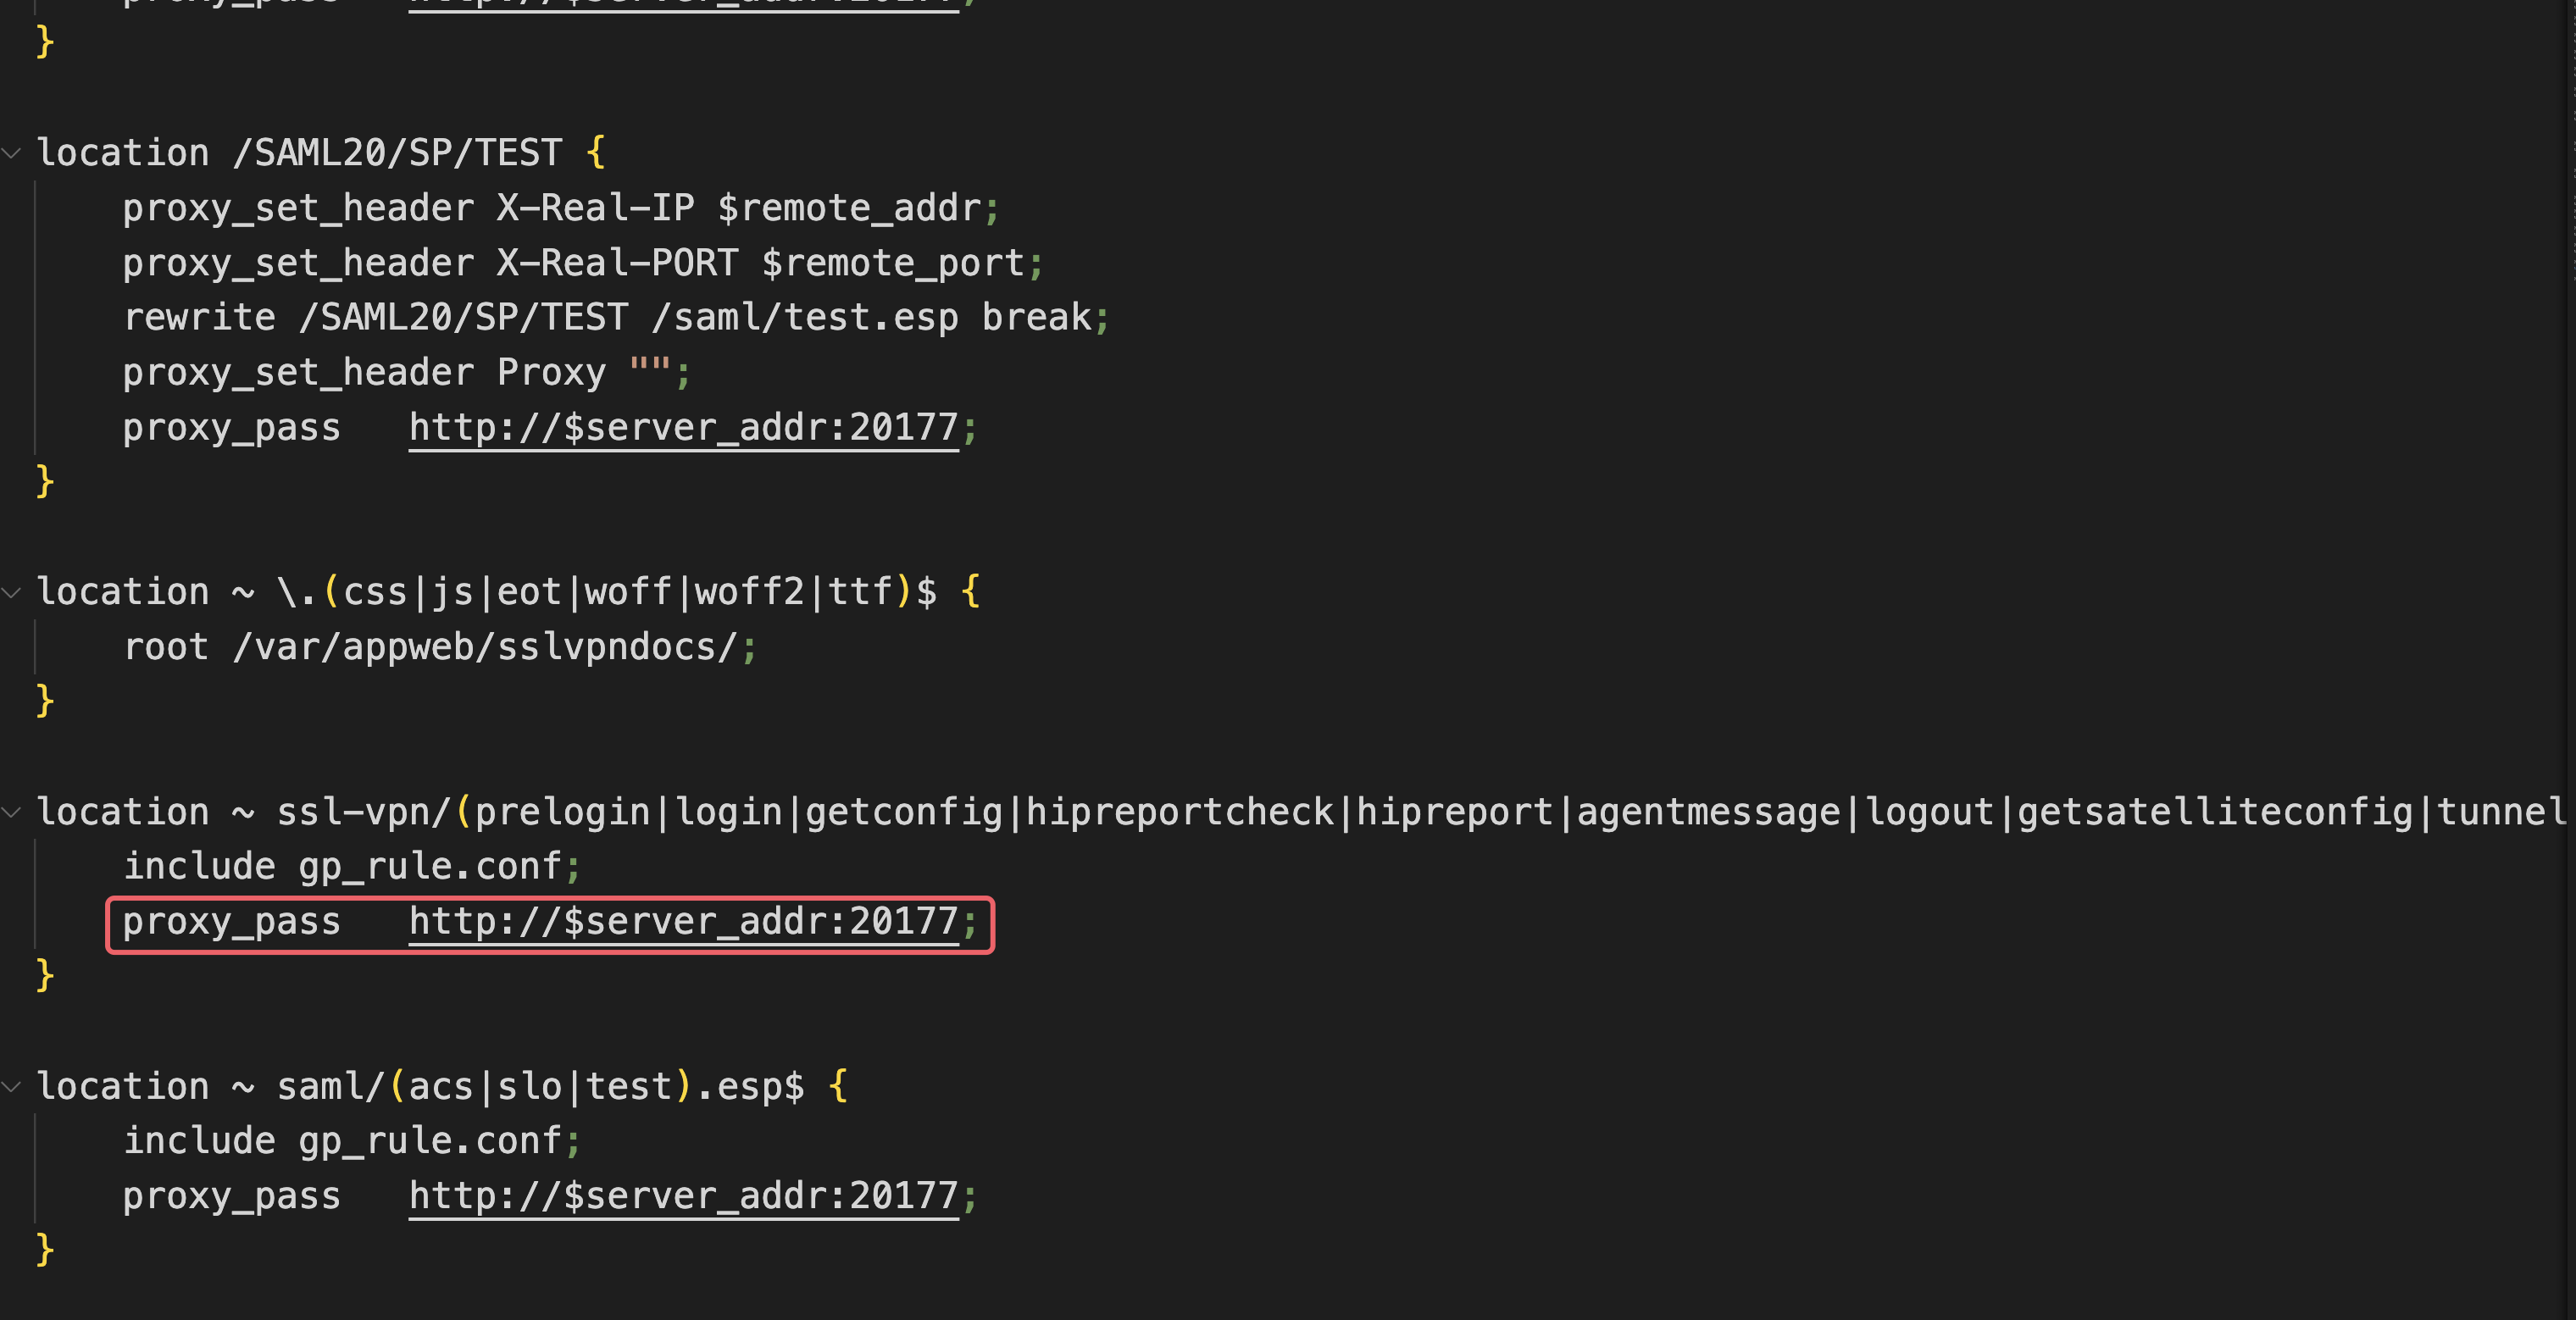 }
location /SAML20/SP/TEST {
proxy_set_header X-Real-IP $remote_addr;
proxy_set_header X-Real-PORT $remote_port;
rewrite /SAML20/SP/TEST /saml/test.esp break;
proxy_set_header Proxy "";
proxy_pass http://$server_addr:20177;
}
location ~ \.(css|js|eot|woff|woff2|ttf)$ {
root /var/appweb/sslvpndocs/;
}
location ~ ssl-vpn/(prelogin|login|getconfig|hipreportcheck|hipreport|agentmessage|logout|getsatelliteconfig|tunnel
include gp_rule.conf;
proxy_pass http://$server_addr:20177;
}
location ~ saml/(acs|slo|test).esp$ {
include gp_rule.conf;
proxy_pass http://$server_addr:20177;
}